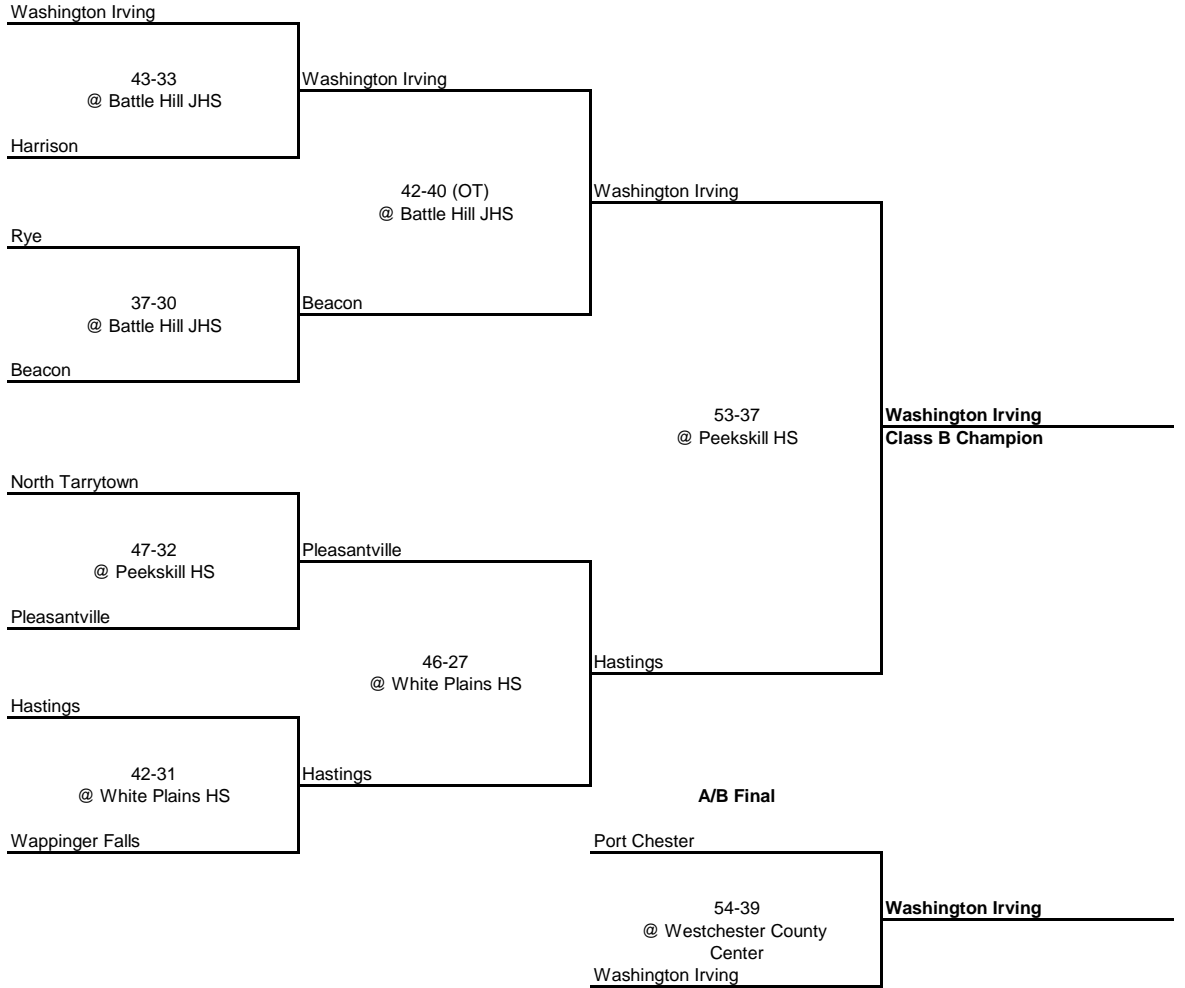 Washington Irving
43-33
@ Battle Hill JHS
Washington Irving
Harrison
42-40 (OT)
@ Battle Hill JHS
Washington Irving
Rye
37-30
@ Battle Hill JHS
Beacon
Beacon
53-37
@ Peekskill HS
Washington Irving
Class B Champion
North Tarrytown
47-32
@ Peekskill HS
Pleasantville
Pleasantville
46-27
@ White Plains HS
Hastings
Hastings
42-31
@ White Plains HS
Hastings
A/B Final
Wappinger Falls
Port Chester
54-39
@ Westchester County
Center
Washington Irving
Washington Irving